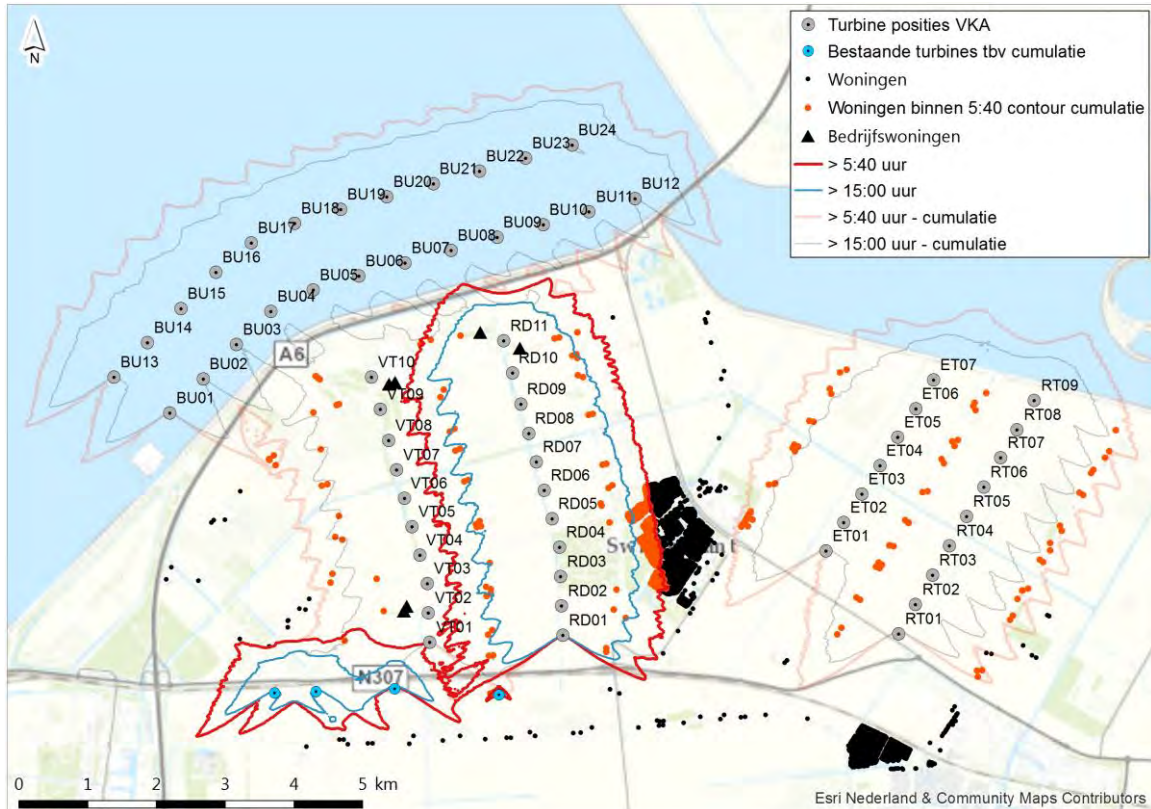 N
Turbine posities VKA
Bestaande turbines tbv cumulatie
Woningen
Woningen binnen 5:40 contour cumulatie
Bedrijfswoningen
> 5:40 uur
> 15:00 uur
> 5:40 uur - cumulatie
> 15:00 uur - cumulatie
BU24
BU23
BU22
BU21
BU20
BU19
BU18
BU17
BU16
BU15
BU14
BU13
BU12
BU11
BU10
BU09
BU08
BU07
BU06
BU05
BU04
BU03
BU02
BU01
A6
RD11
RD10
RD09
RD08
RD07
RD06
RD05
RD04
RD03
RD02
RD01
VT10
VT09
VT08
VT07
VT06
VT05
VT04
VT03
VT02
VT01
ET07
ET06
ET05
ET04
ET03
ET02
ET01
RT09
RT08
RT07
RT06
RT05
RT04
RT03
RT02
RT01
N307
0 1 2 3 4 5 km
Esri Nederland & Community Maps Contributors